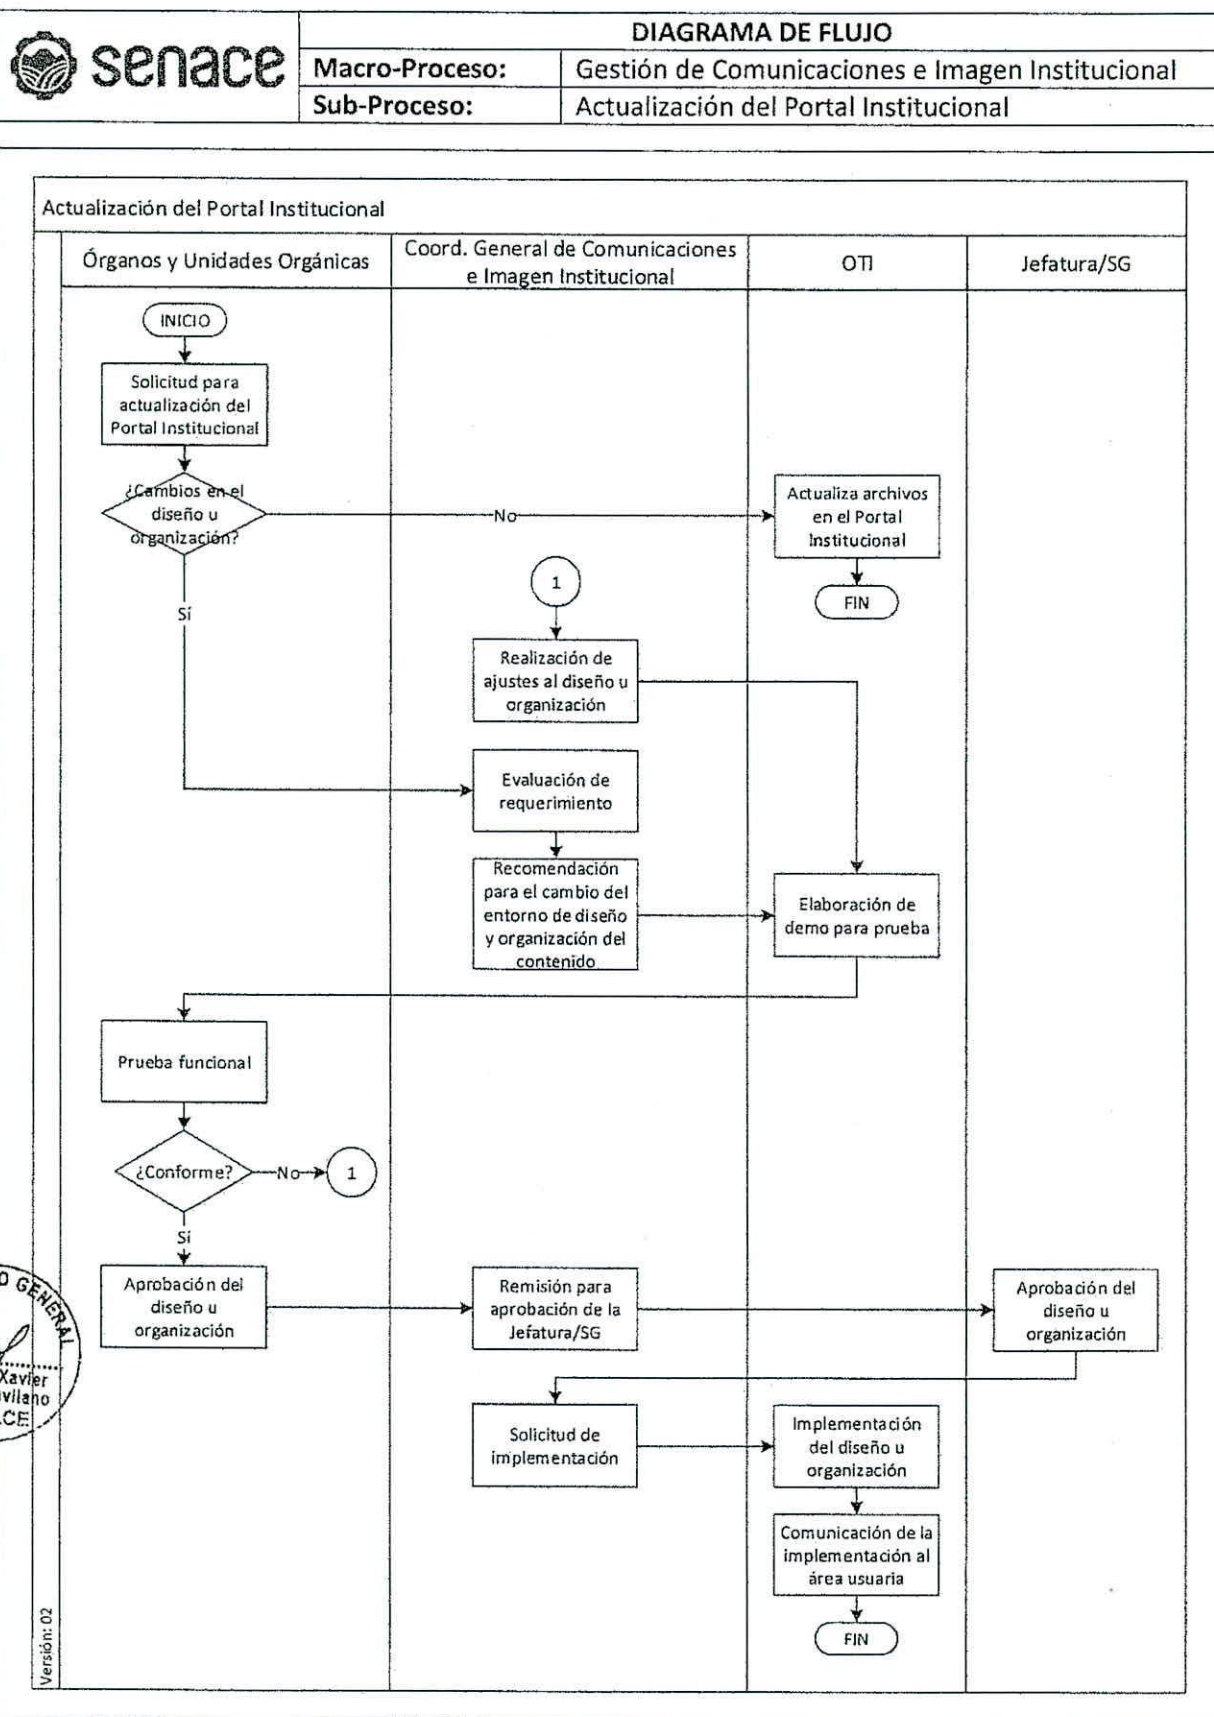 senace
DIAGRAMA DE FLUJO
Macro-Proceso:
Gestión de Comunicaciones e Imagen Institucional
Sub-Proceso:
Actualización del Portal Institucional
Actualización del Portal Institucional
Órganos y Unidades Orgánicas
Coord. General de Comunicaciones
e Imagen Institucional
OTI
Jefatura/SG
INICIO
Solicitud para
actualización del
Portal Institucional
¿Cambios en el
diseño u
organización?
No
Actualiza archivos
en el Portal
Institucional
FIN
Sí
1
Realización de
ajustes al diseño u
organización
Evaluación de
requerimiento
Recomendación
para el cambio del
entorno de diseño
y organización del
contenido
Elaboración de
demo para prueba
Prueba funcional
¿Conforme?
No
1
Sí
Aprobación del
diseño u
organización
Remisión para
aprobación de la
Jefatura/SG
Aprobación del
diseño u
organización
Solicitud de
implementación
Implementación
del diseño u
organización
Comunicación de la
implementación al
área usuaria
FIN
GENERAL
Xavier
Versión: 02